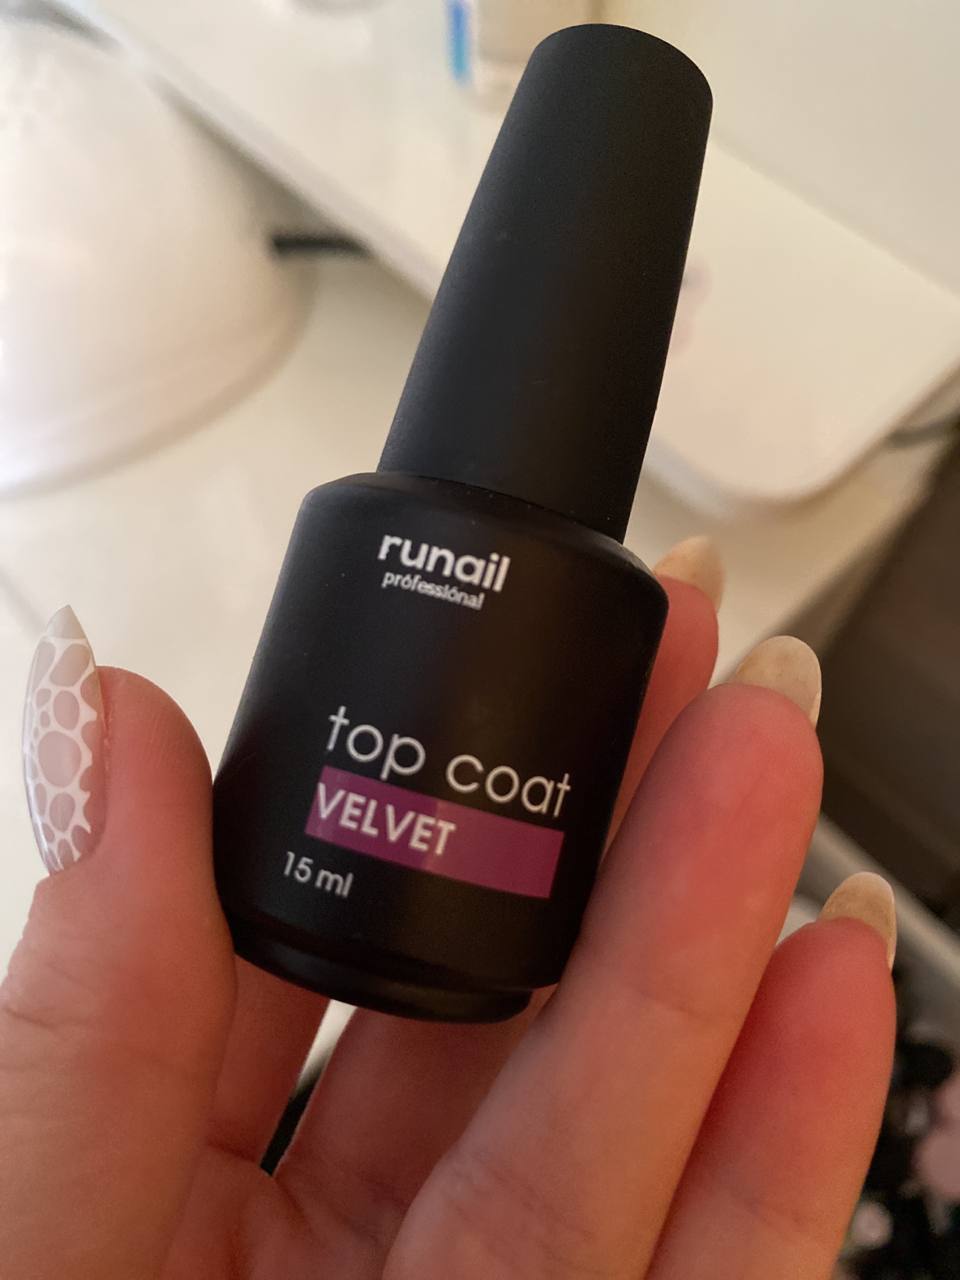 runail
professional
top coat
VELVET
15 ml